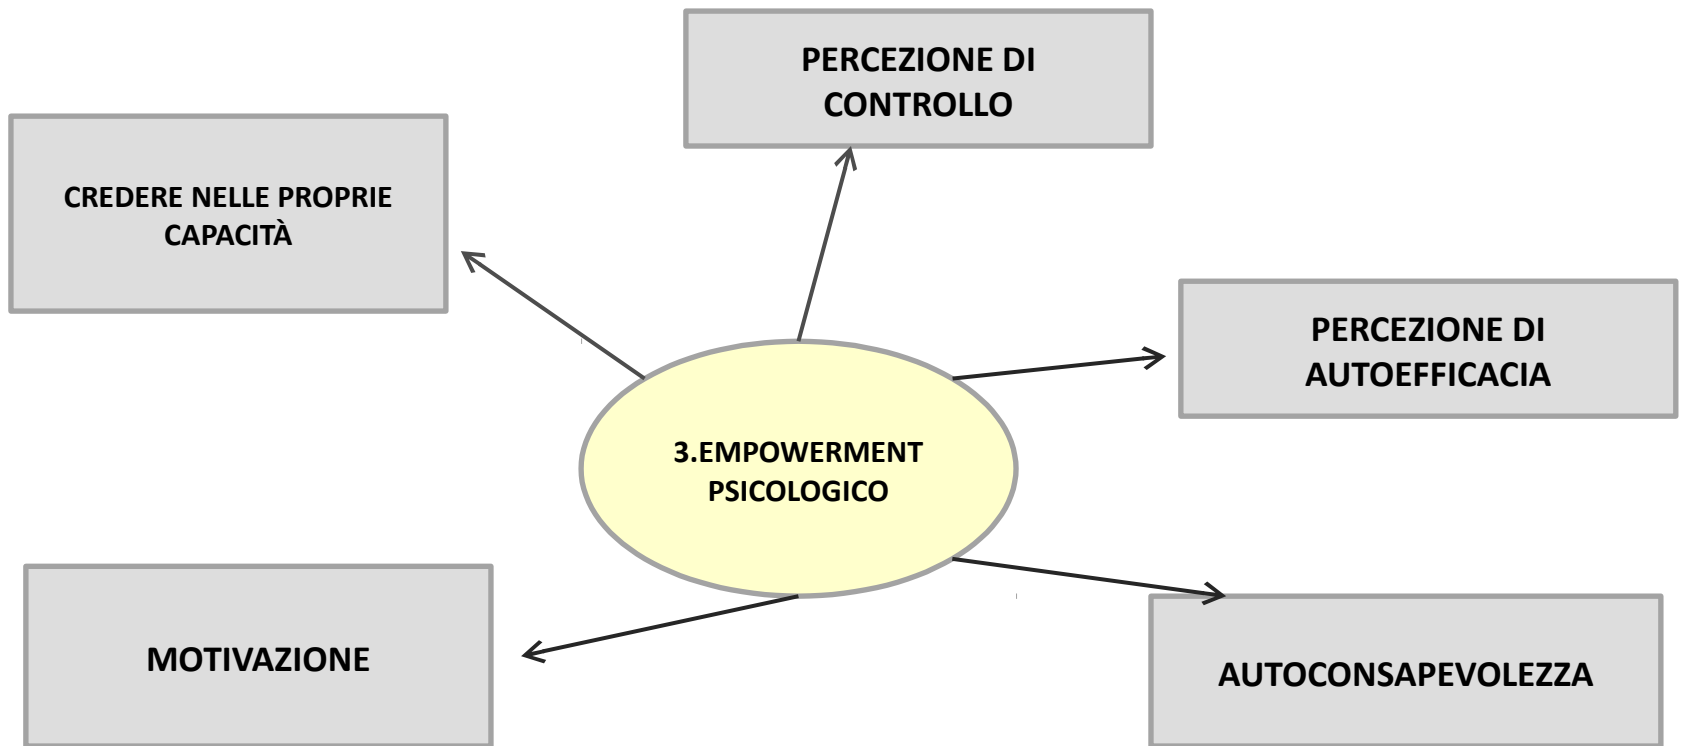 PERCEZIONE DI
CONTROLLO
CREDERE NELLE PROPRIE
CAPACITÀ
PERCEZIONE DI
AUTOEFFICACIA
3.EMPOWERMENT
PSICOLOGICO
MOTIVAZIONE
AUTOCONSAPEVOLEZZA